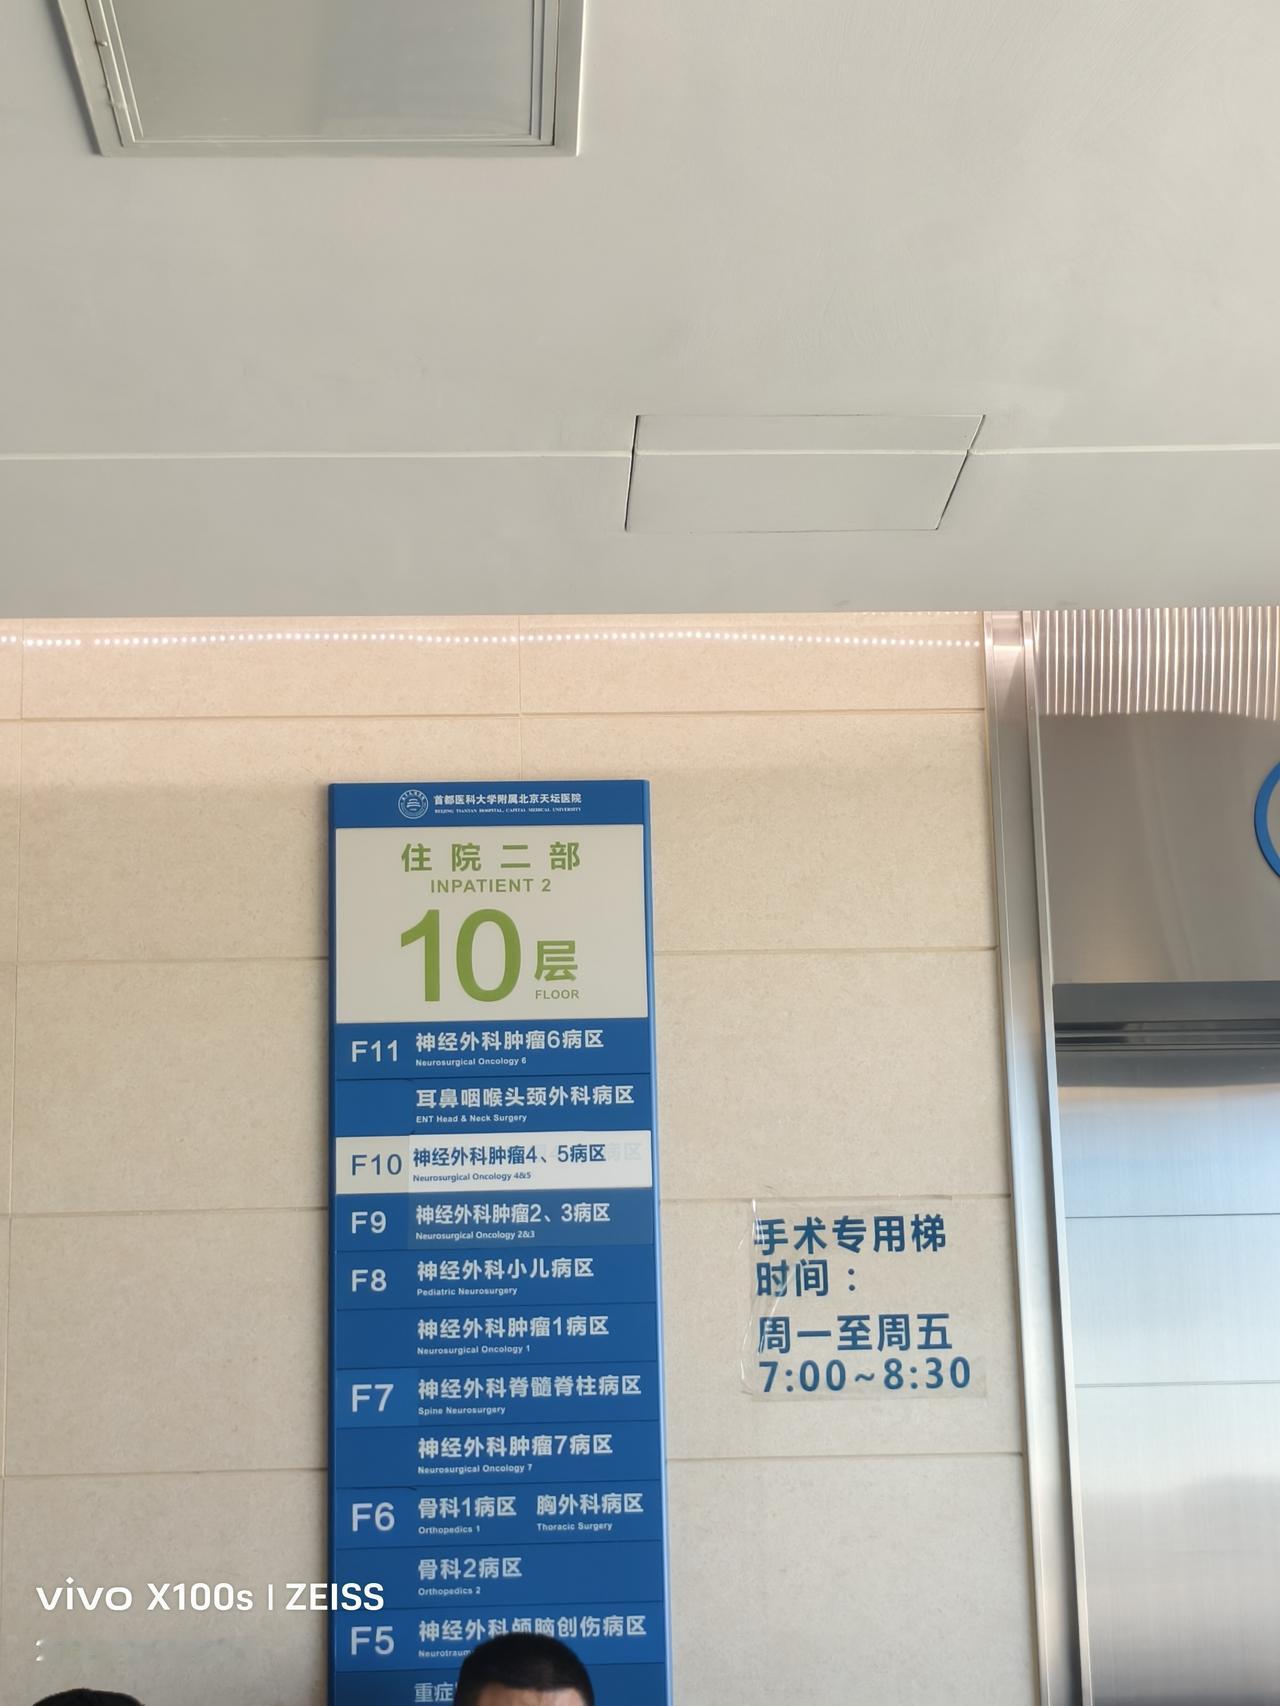 首都医科大学附属北京天坛医院
BEIJING TIANTAN HOSPITAL, CAPITAL MEDICAL UNIVERSITY
住院二部
INPATIENT 2
10层
FLOOR
F11 神经外科肿瘤6病区
Neurosurgical Oncology 6
耳鼻咽喉头颈外科病区
ENT Head & Neck Surgery
F10 神经外科肿瘤4、5病区
Neurosurgical Oncology 4&5
F9 神经外科肿瘤2、3病区
Neurosurgical Oncology 2&3
F8 神经外科小儿病区
Pediatric Neurosurgery
神经外科肿瘤1病区
Neurosurgical Oncology 1
F7 神经外科脊髓脊柱病区
Spine Neurosurgery
神经外科肿瘤7病区
Neurosurgical Oncology 7
F6 骨科1病区 胸外科病区
Orthopedics 1 Thoracic Surgery
骨科2病区
Orthopedics 2
F5 神经外科颅脑创伤病区
重症
手术专用梯
时间：
周一至周五
7:00~8:30
vivo X100s | ZEISS